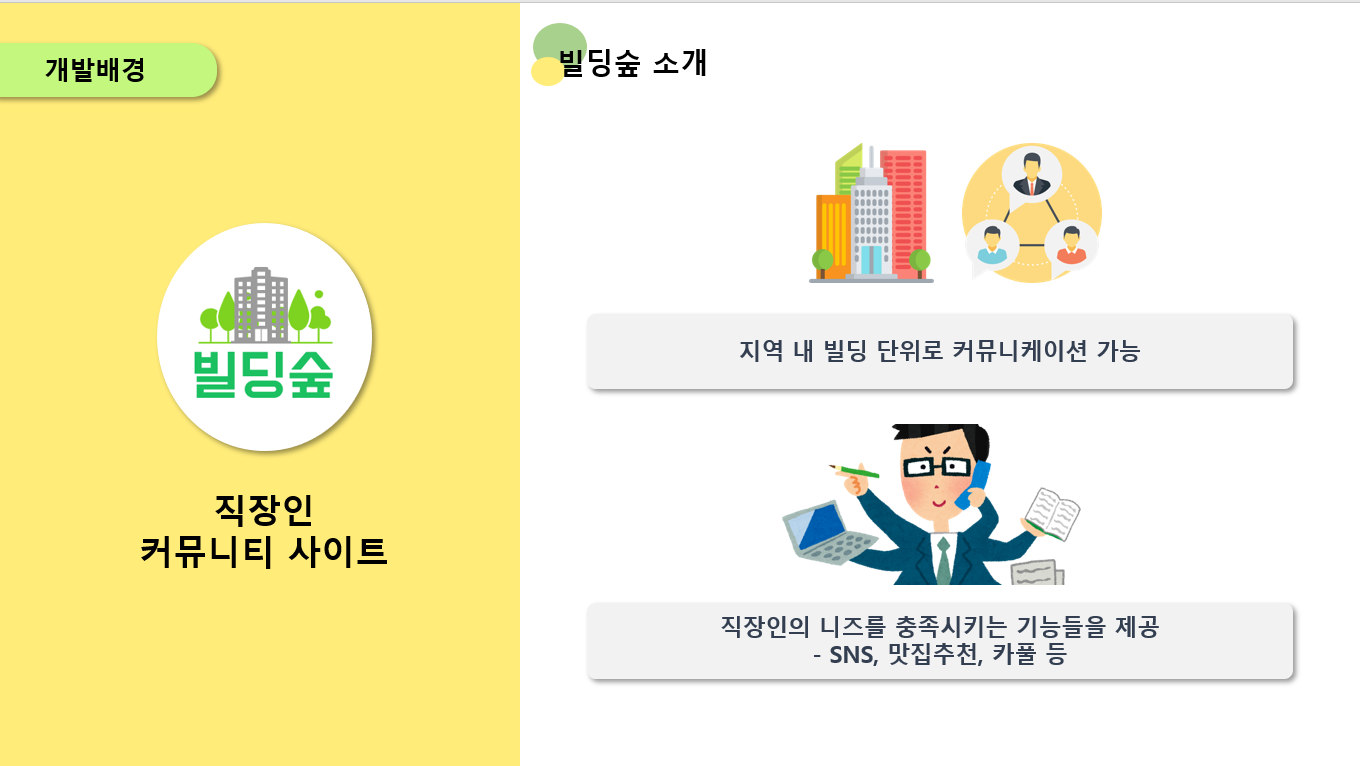 개발배경
빌딩숲
직장인
커뮤니티 사이트
빌딩숲 소개
지역 내 빌딩 단위로 커뮤니케이션 가능
직장인의 니즈를 충족시키는 기능들을 제공
- SNS, 맛집추천, 카풀 등